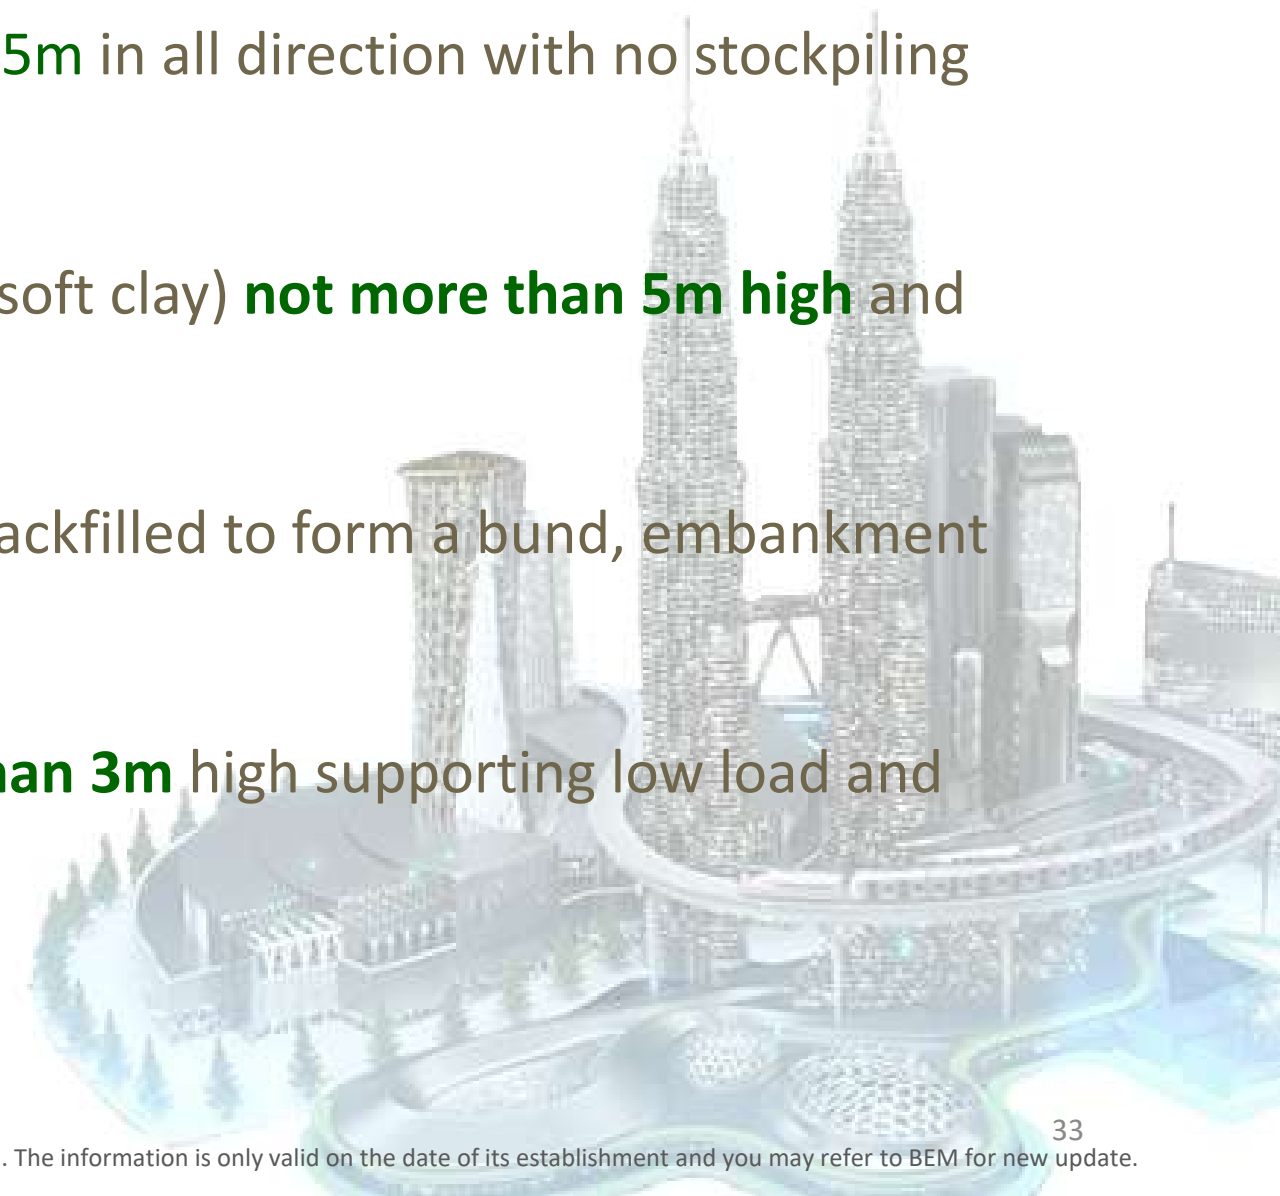 5m in all direction with no stockpiling
soft clay) not more than 5m high and
ackfilled to form a bund, embankment
an 3m high supporting low load and
33
. The information is only valid on the date of its establishment and you may refer to BEM for new update.